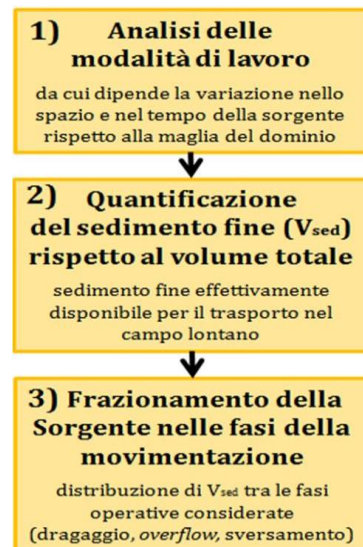 1) Analisi delle
modalità di lavoro
da cui dipende la variazione nello
spazio e nel tempo della sorgente
rispetto alla maglia del dominio
2) Quantificazione
del sedimento fine (Vsed)
rispetto al volume totale
sedimento fine effettivamente
disponibile per il trasporto nel
campo lontano
3) Frazionamento della
Sorgente nelle fasi della
movimentazione
distribuzione di Vsed tra le fasi
operative considerate
(dragaggio, overflow, sversamento)